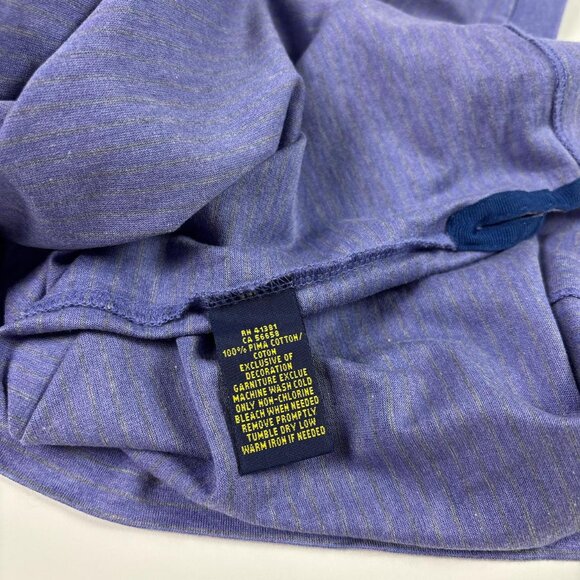 RN 41381
CA 56658
100% PIMA COTTON/
COTON
EXCLUSIVE OF
DECORATION
GARNITURE EXCLUE
MACHINE WASH COLD
ONLY NON-CHLORINE
BLEACH WHEN NEEDED
REMOVE PROMPTLY
TUMBLE DRY LOW
WARM IRON IF NEEDED